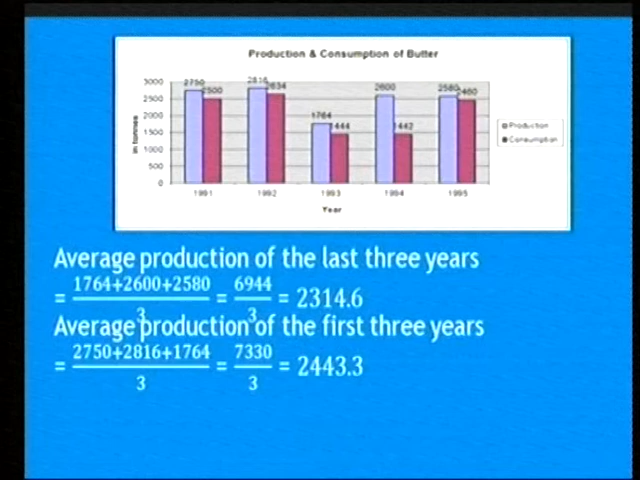 Production & Consumption of Butter
3000
2500
2000
1500
1000
500
0
in tonnes
2750
2500
2816
2634
1764
1444
2600
1442
2580
2460
1991
1992
1993
1994
1995
Year
Production
Consumption
Average production of the last three years
= 1764+2600+2580 / 3 = 6944 / 3 = 2314.6
Average production of the first three years
= 2750+2816+1764 / 3 = 7330 / 3 = 2443.3